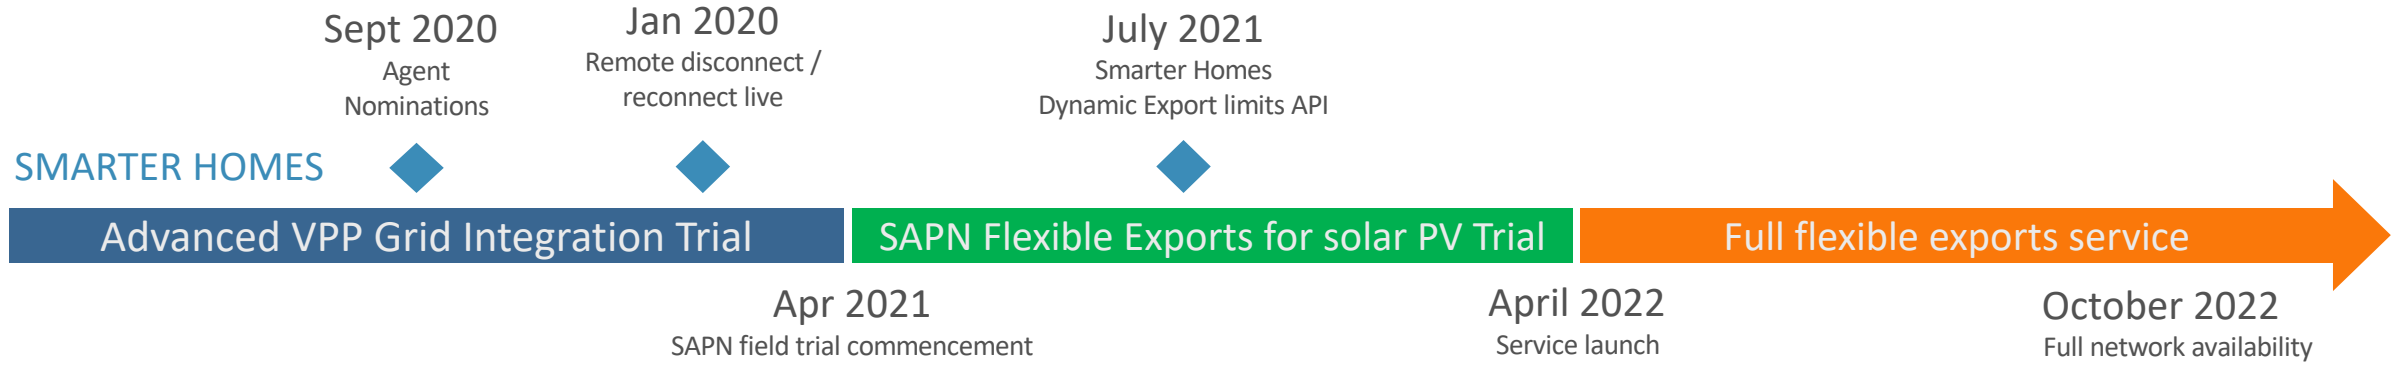 Sept 2020
Agent
Nominations
Jan 2020
Remote disconnect /
reconnect live
July 2021
Smarter Homes
Dynamic Export limits API
SMARTER HOMES
Advanced VPP Grid Integration Trial
SAPN Flexible Exports for solar PV Trial
Full flexible exports service
Apr 2021
SAPN field trial commencement
April 2022
Service launch
October 2022
Full network availability